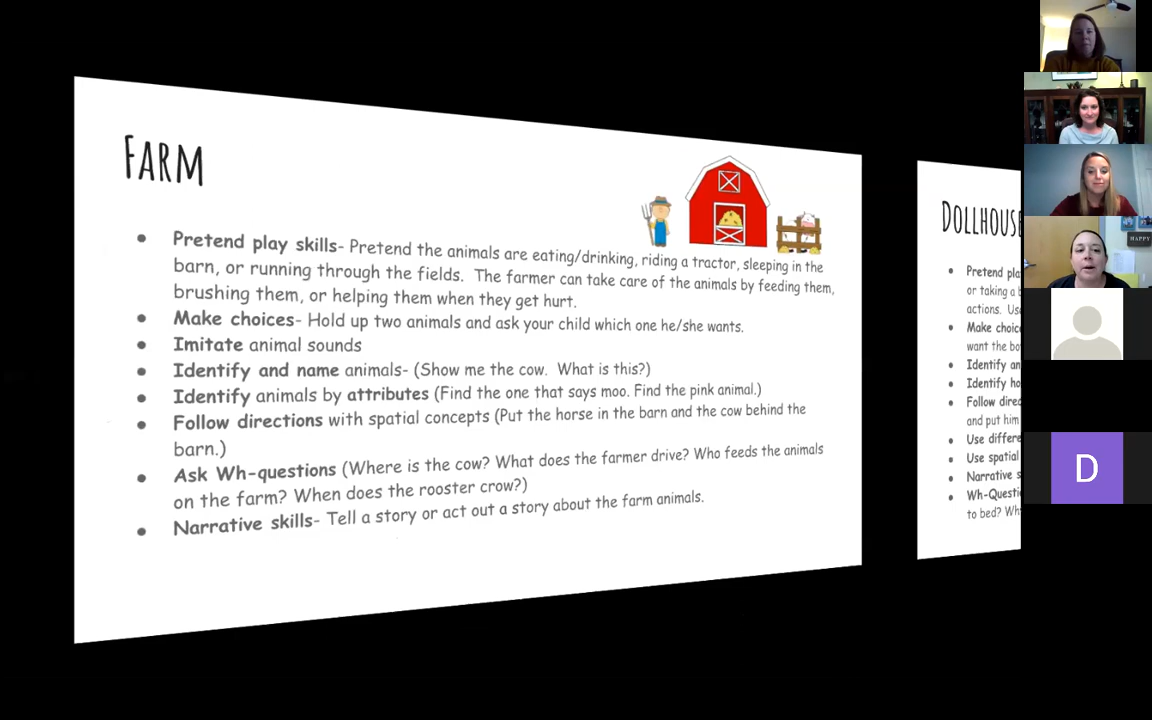 FARM
● Pretend play skills- Pretend the animals are eating/drinking, riding a tractor, sleeping in the
barn, or running through the fields.  The farmer can take care of the animals by feeding them,
brushing them, or helping them when they get hurt.
● Make choices- Hold up two animals and ask your child which one he/she wants.
● Imitate animal sounds
● Identify and name animals- (Show me the cow.  What is this?)
● Identify animals by attributes (Find the one that says moo. Find the pink animal.)
● Follow directions with spatial concepts (Put the horse in the barn and the cow behind the
barn.)
● Ask Wh-questions (Where is the cow? What does the farmer drive? Who feeds the animals
on the farm? When does the rooster crow?)
● Narrative skills- Tell a story or act out a story about the farm animals.
DOLLHOUSE
● Pretend pla
or taking a b
actions. Us
● Make choic
want the bo
● Identify an
● Identify ho
● Follow direc
and put him
● Use differe
● Use spatial
● Narrative s
● Wh-Questi
to bed? Wh
HAPPY
D